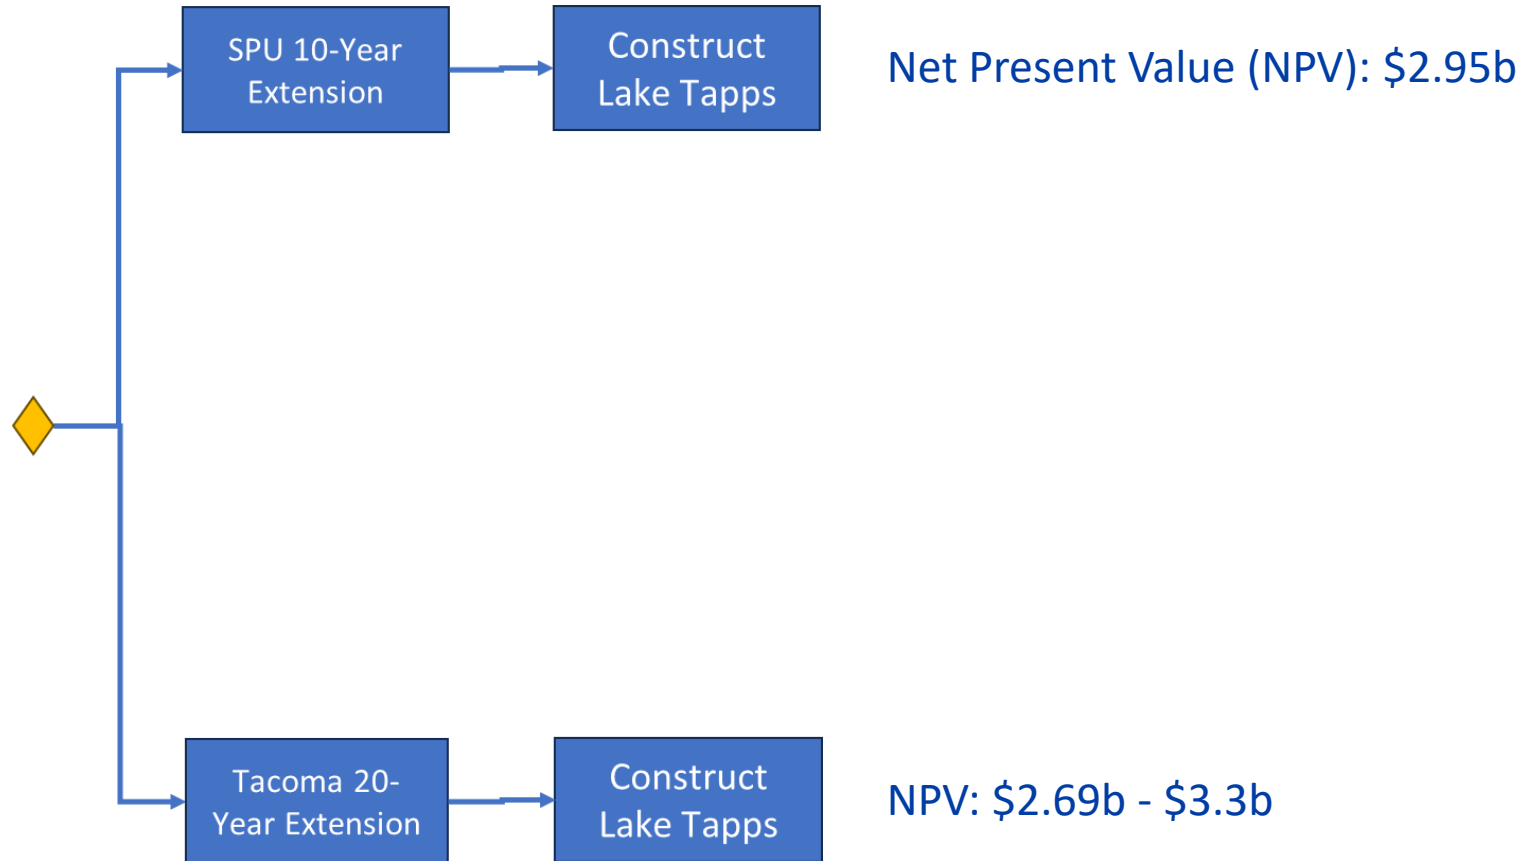 SPU 10-Year
Extension
Construct
Lake Tapps
Net Present Value (NPV): $2.95b
Tacoma 20-
Year Extension
Construct
Lake Tapps
NPV: $2.69b - $3.3b